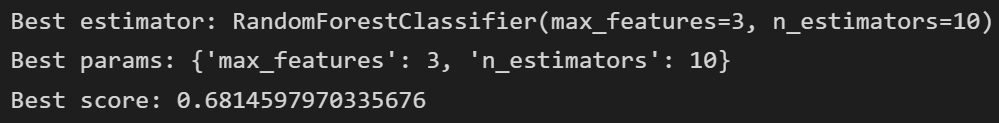 Best estimator: RandomForestClassifier(max_features=3, n_estimators=10)
Best params: {'max_features': 3, 'n_estimators': 10}
Best score: 0.6814597970335676